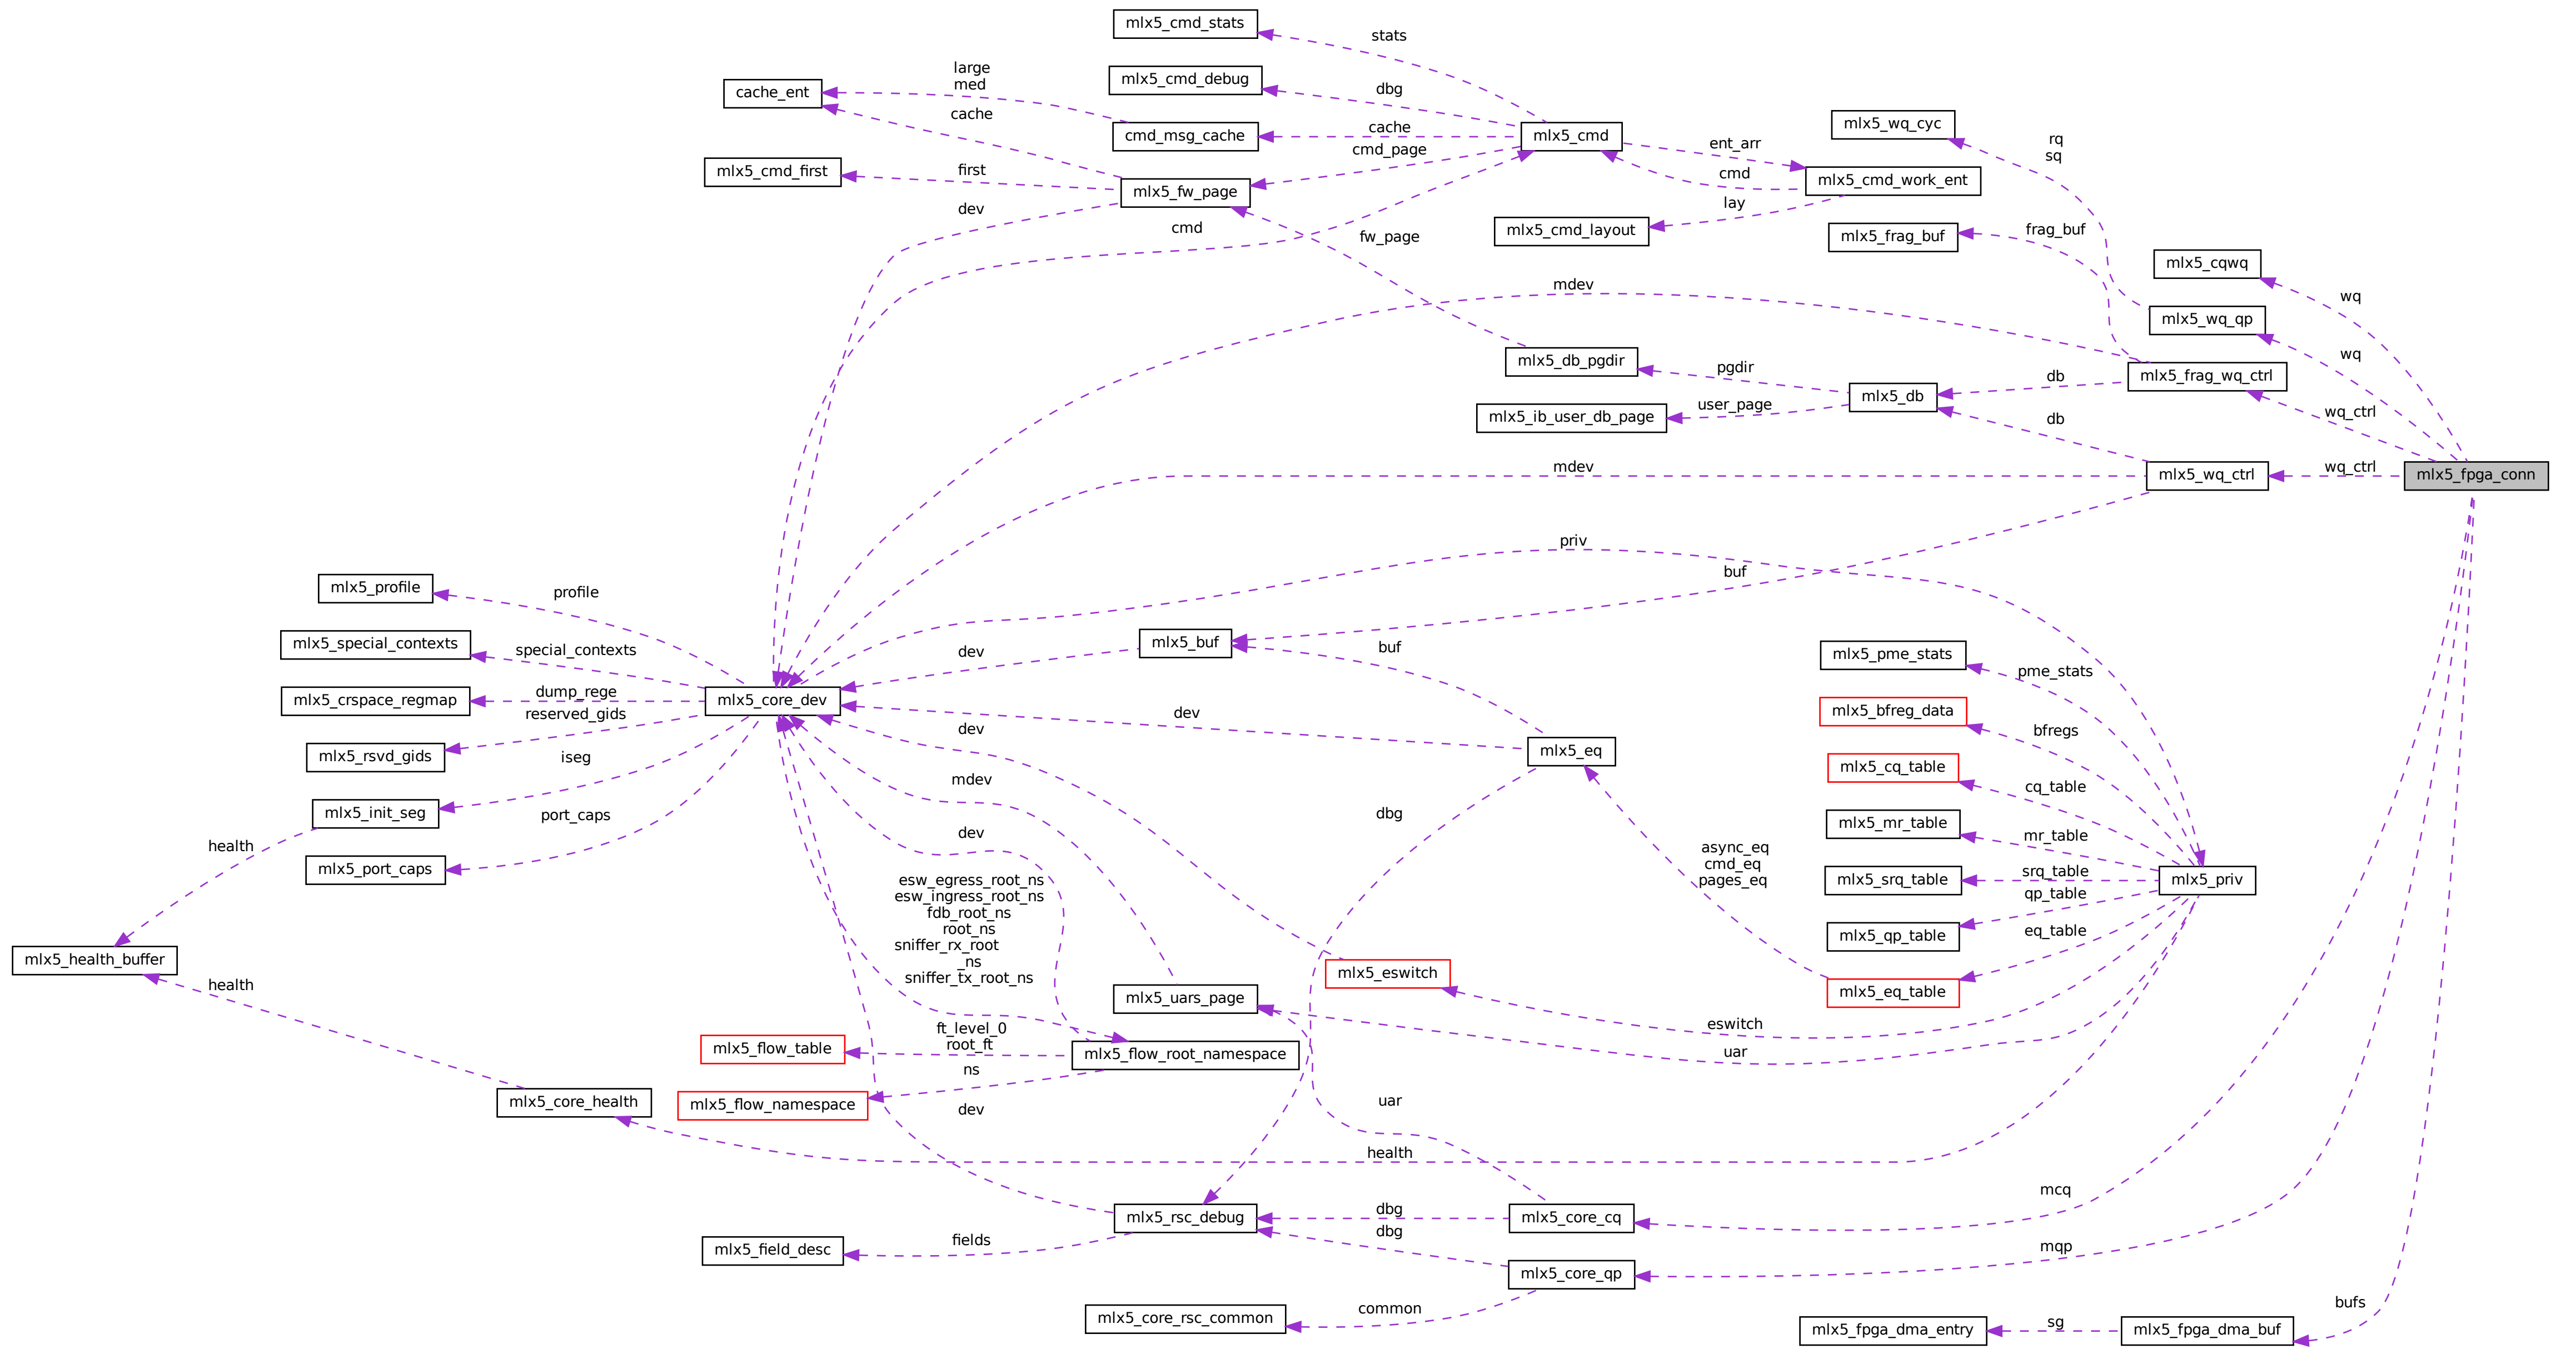 mlx5_cmd_stats
stats
large
med
mlx5_cmd_debug
dbg
cache_ent
cache
cmd_msg_cache
cache
mlx5_cmd
mlx5_wq_cyc
rq
sq
cmd_page
ent_arr
mlx5_cmd_first
first
mlx5_fw_page
cmd
mlx5_cmd_work_ent
dev
lay
cmd
fw_page
mlx5_cmd_layout
mlx5_frag_buf
frag_buf
mlx5_cqwq
mdev
wq
mlx5_wq_qp
wq
mlx5_db_pgdir
pgdir
db
mlx5_frag_wq_ctrl
mlx5_ib_user_db_page
user_page
mlx5_db
db
wq_ctrl
mdev
mlx5_wq_ctrl
wq_ctrl
mlx5_fpga_conn
priv
buf
mlx5_profile
profile
mlx5_special_contexts
special_contexts
dev
mlx5_buf
buf
mlx5_pme_stats
pme_stats
mlx5_crspace_regmap
dump_rege
reserved_gids
mlx5_core_dev
dev
mlx5_bfreg_data
bfregs
mlx5_rsvd_gids
iseg
dev
mlx5_eq
mlx5_cq_table
cq_table
mdev
mlx5_init_seg
port_caps
dbg
mlx5_mr_table
mr_table
health
dev
async_eq
cmd_eq
pages_eq
mlx5_port_caps
esw_egress_root_ns
esw_ingress_root_ns
fdb_root_ns
root_ns
sniffer_rx_root
_ns
sniffer_tx_root_ns
mlx5_srq_table
srq_table
qp_table
mlx5_priv
mlx5_qp_table
eq_table
mlx5_health_buffer
health
mlx5_eswitch
mlx5_eq_table
mlx5_uars_page
eswitch
uar
mlx5_flow_table
ft_level_0
root_ft
mlx5_flow_root_namespace
ns
mlx5_core_health
mlx5_flow_namespace
dev
uar
health
mcq
mlx5_rsc_debug
dbg
dbg
mlx5_core_cq
mlx5_field_desc
fields
mqp
mlx5_core_qp
mlx5_core_rsc_common
common
bufs
mlx5_fpga_dma_entry
sg
mlx5_fpga_dma_buf